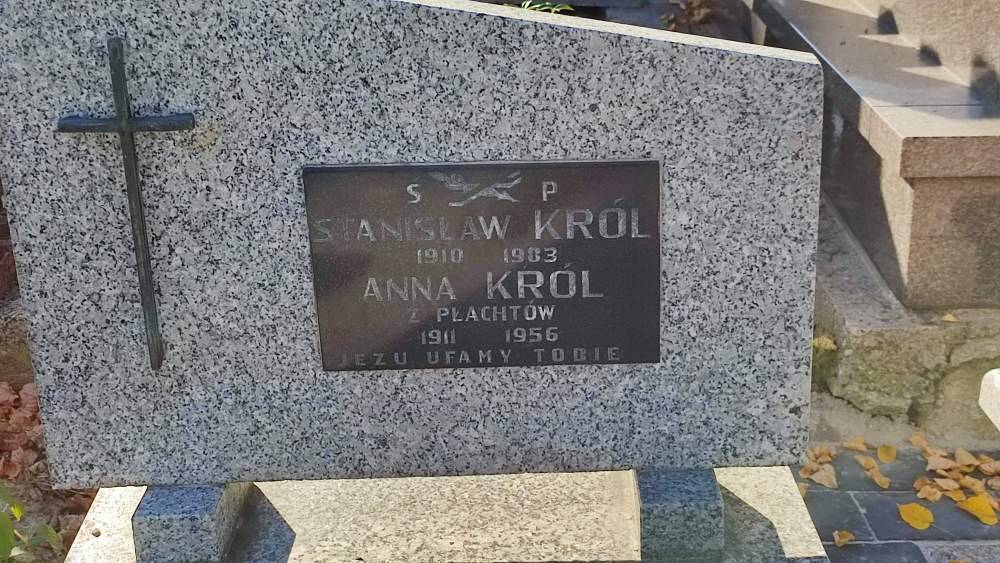 S P
STANISŁAW KRÓL
1910 1983
ANNA KRÓL
Z PŁACHTÓW
1911 1956
JEZU UFAMY TOBIE